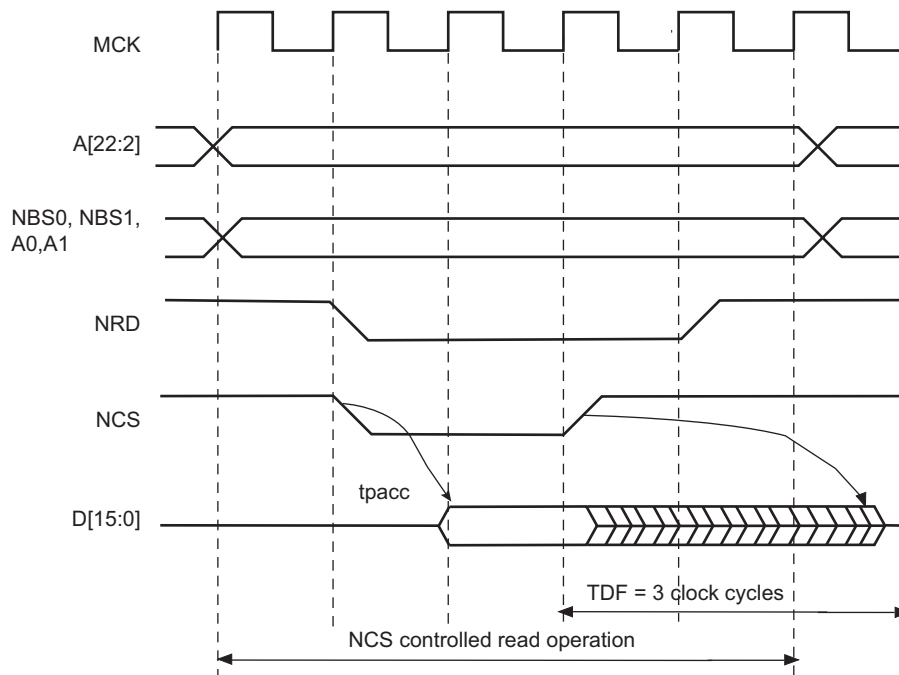 MCK
A[22:2]
NBS0, NBS1,
A0,A1
NRD
NCS
tpacc
D[15:0]
TDF = 3 clock cycles
NCS controlled read operation